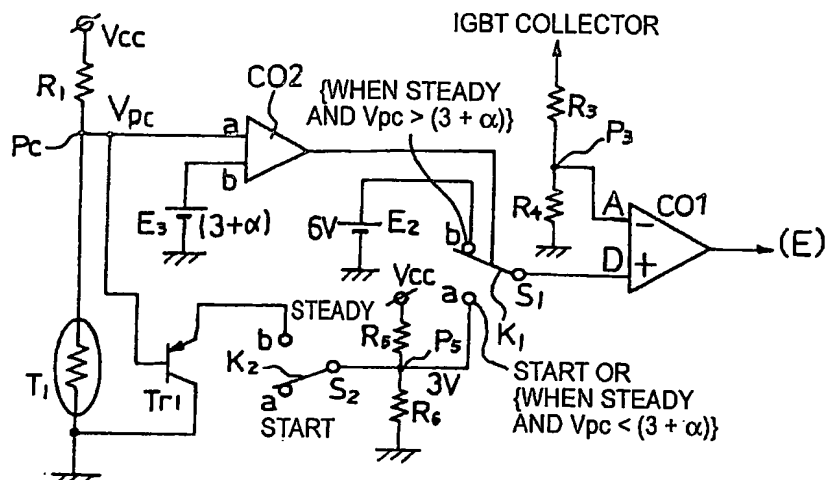 Vcc
IGBT COLLECTOR
R1
CO2
{WHEN STEADY
AND Vpc > (3 + α)}
Vpc
Pc
a
b
R3
P3
E3 (3+α)
6V E2
R4
A
CO1
−
+
D
(E)
b
S1
K1
a
Vcc
STEADY
b
R5
P5
K2
S2
3V
a
START
R6
START OR
{WHEN STEADY
AND Vpc < (3 + α)}
T1
Tr1